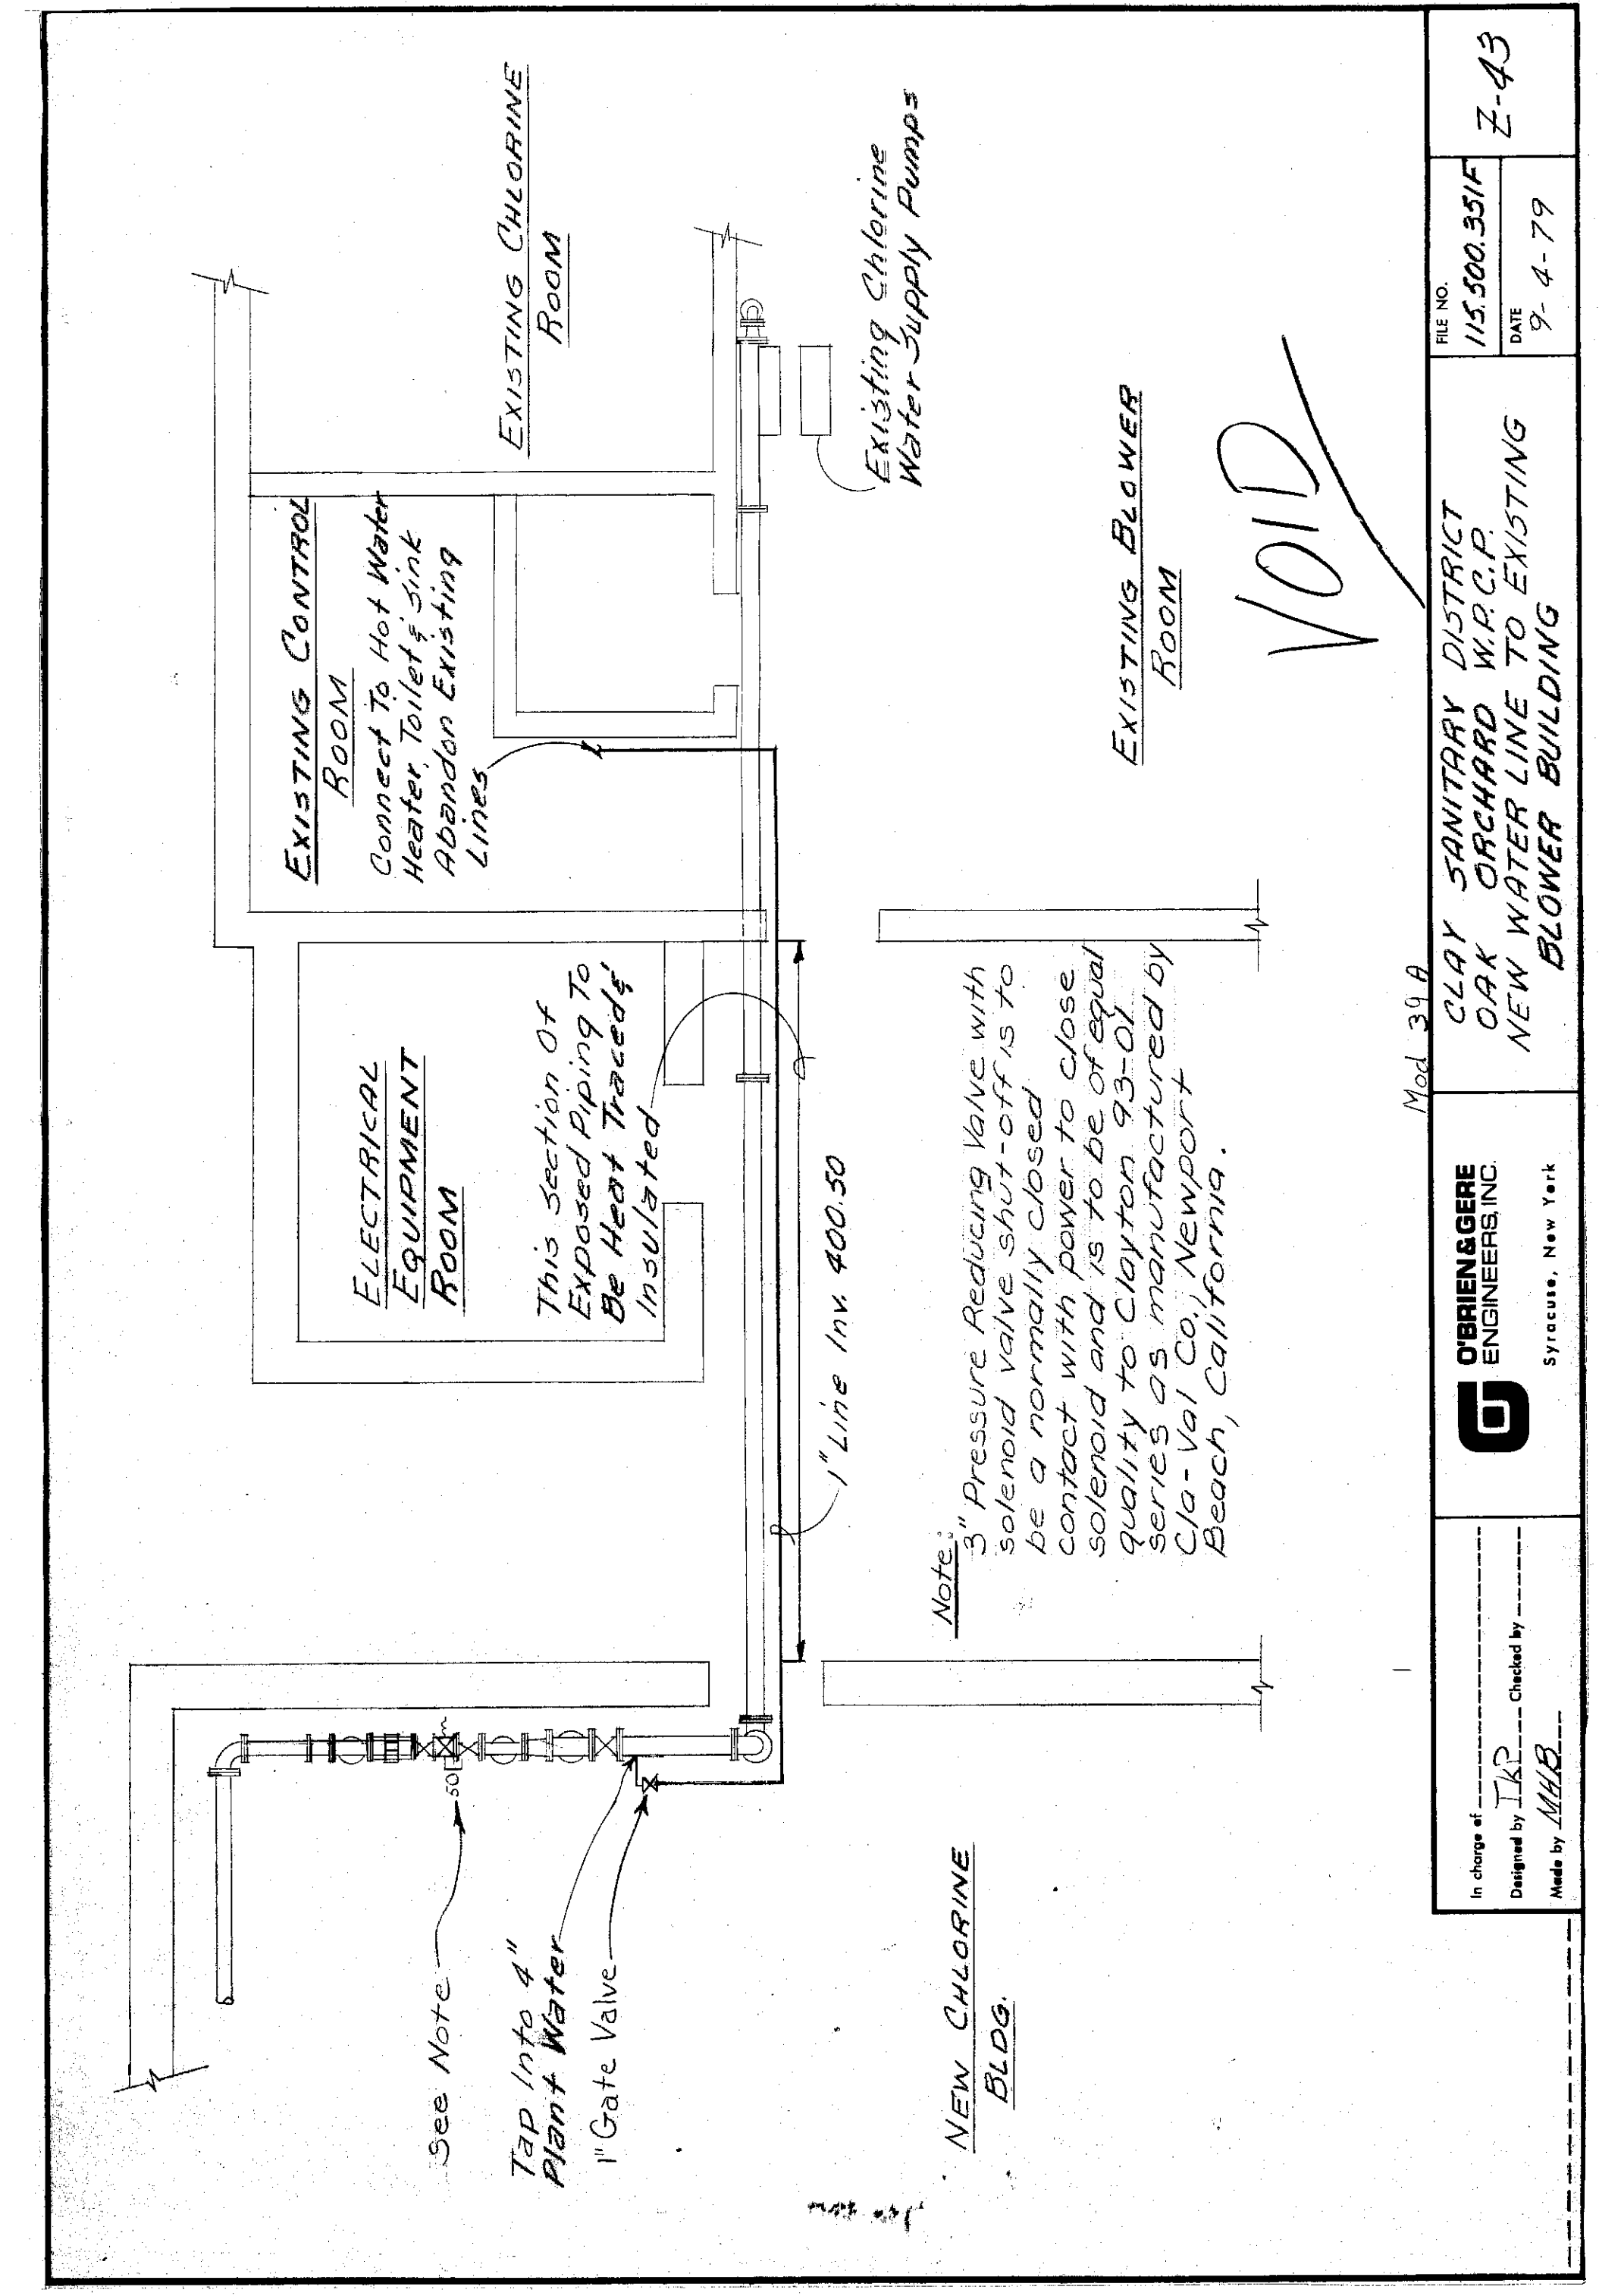 EXISTING CHLORINE
ROOM
EXISTING CONTROL
ROOM
Connect To Hot Water
Heater, Toilet & Sink
Abandon Existing
Lines
ELECTRICAL
EQUIPMENT
ROOM
This Section Of
Exposed Piping To
Be Heat Traced &
Insulated
See Note
Tap Into 4"
Plant Water
1" Gate Valve
SO
Existing Chlorine
Water Supply Pumps
1" Line Inv. 400.50
EXISTING BLOWER
ROOM
NEW CHLORINE
BLDG.
Note:
3" Pressure Reducing Valve with
solenoid valve shut-off is to
be a normally closed
contact with power to close
solenoid and is to be of equal
quality to Clayton 93-01
series as manufactured by
Cla-Val Co., Newport
Beach, California.
VOID
Mod 39A
In charge of
Designed by TKP Checked by
Made by MHB
O'BRIEN & GERE
ENGINEERS, INC.
Syracuse, New York
CLAY SANITARY DISTRICT
OAK ORCHARD W.P.C.P.
NEW WATER LINE TO EXISTING
BLOWER BUILDING
FILE NO.
115.500.351F
DATE
9-4-79
Z-43